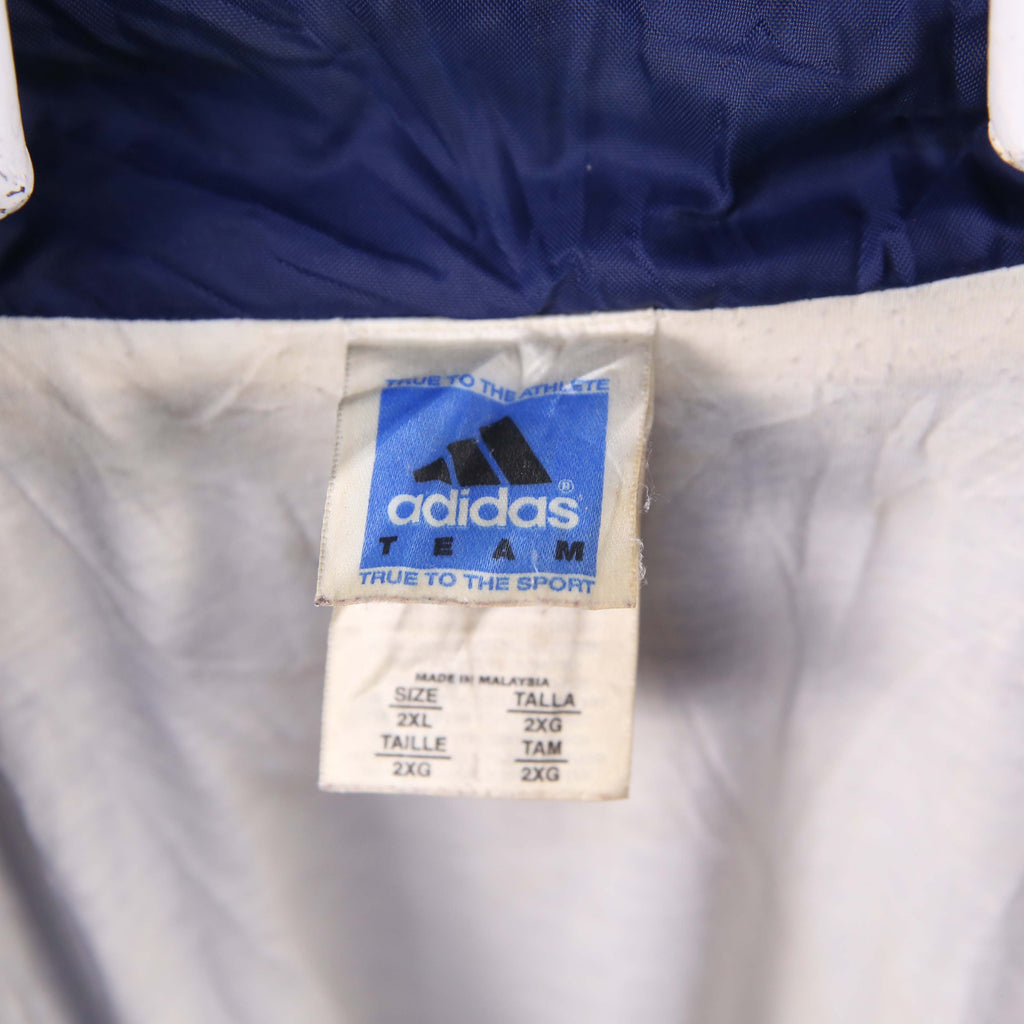 TRUE TO THE ATHLETE
adidas®
TEAM
TRUE TO THE SPORT
MADE IN MALAYSIA
SIZE TALLA
2XL 2XG
TAILLE TAM
2XG 2XG